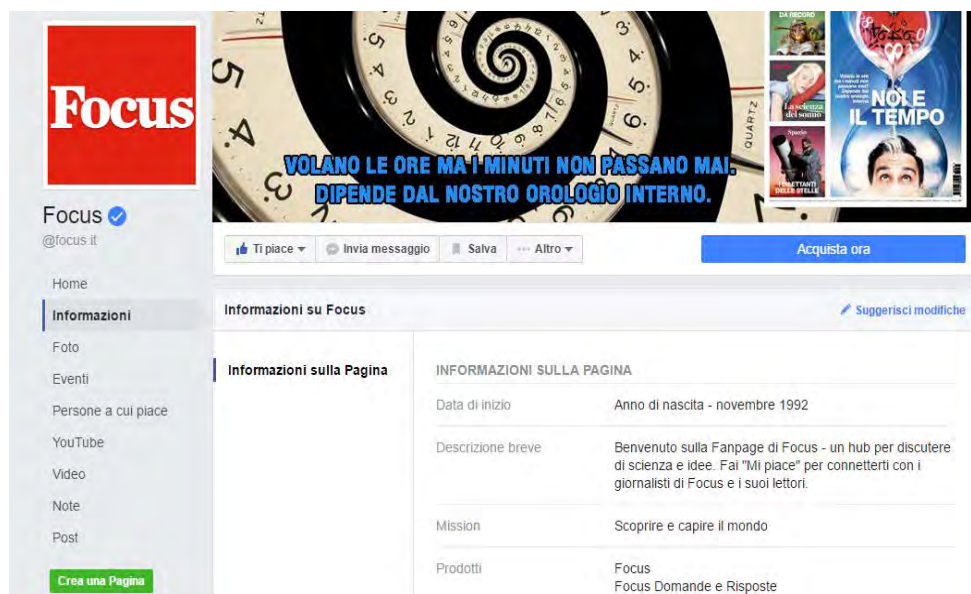 Focus
VOLANO LE ORE MA I MINUTI NON PASSANO MAI.
DIPENDE DAL NOSTRO OROLOGIO INTERNO.
QUARTZ
QUARTZ
DA RECORD
La scienza
del sonno
Spazio
DELLE STELLE
NOI E
IL TEMPO
Focus
@focus.it
Home
Informazioni
Foto
Eventi
Persone a cui piace
YouTube
Video
Note
Post
Crea una Pagina
Ti piace
Invia messaggio
Salva
Altro
Acquista ora
Informazioni su Focus
Suggerisci modifiche
Informazioni sulla Pagina
INFORMAZIONI SULLA PAGINA
Data di inizio
Anno di nascita - novembre 1992
Descrizione breve
Benvenuto sulla Fanpage di Focus - un hub per discutere
di scienza e idee. Fai "Mi piace" per connetterti con i
giornalisti di Focus e i suoi lettori.
Mission
Scoprire e capire il mondo
Prodotti
Focus
Focus Domande e Risposte